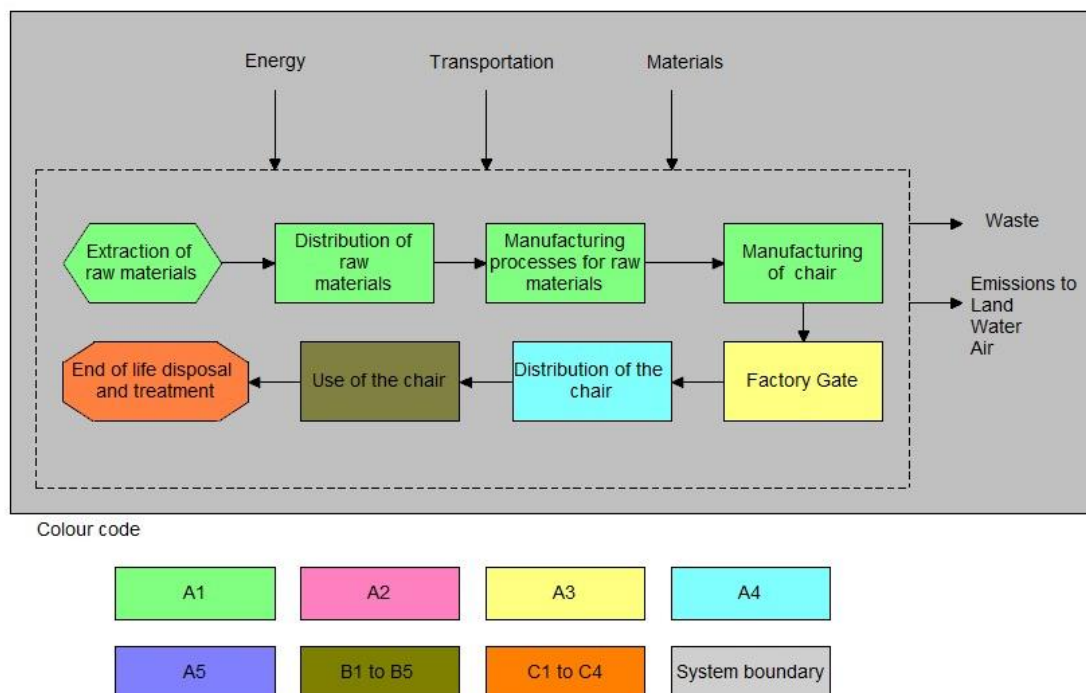 Energy
Transportation
Materials
Extraction of
raw materials
Distribution of
raw
materials
Manufacturing
processes for raw
materials
Manufacturing
of chair
Waste
Emissions to
Land
Water
Air
End of life disposal
and treatment
Use of the chair
Distribution of the
chair
Factory Gate
Colour code
A1
A2
A3
A4
A5
B1 to B5
C1 to C4
System boundary